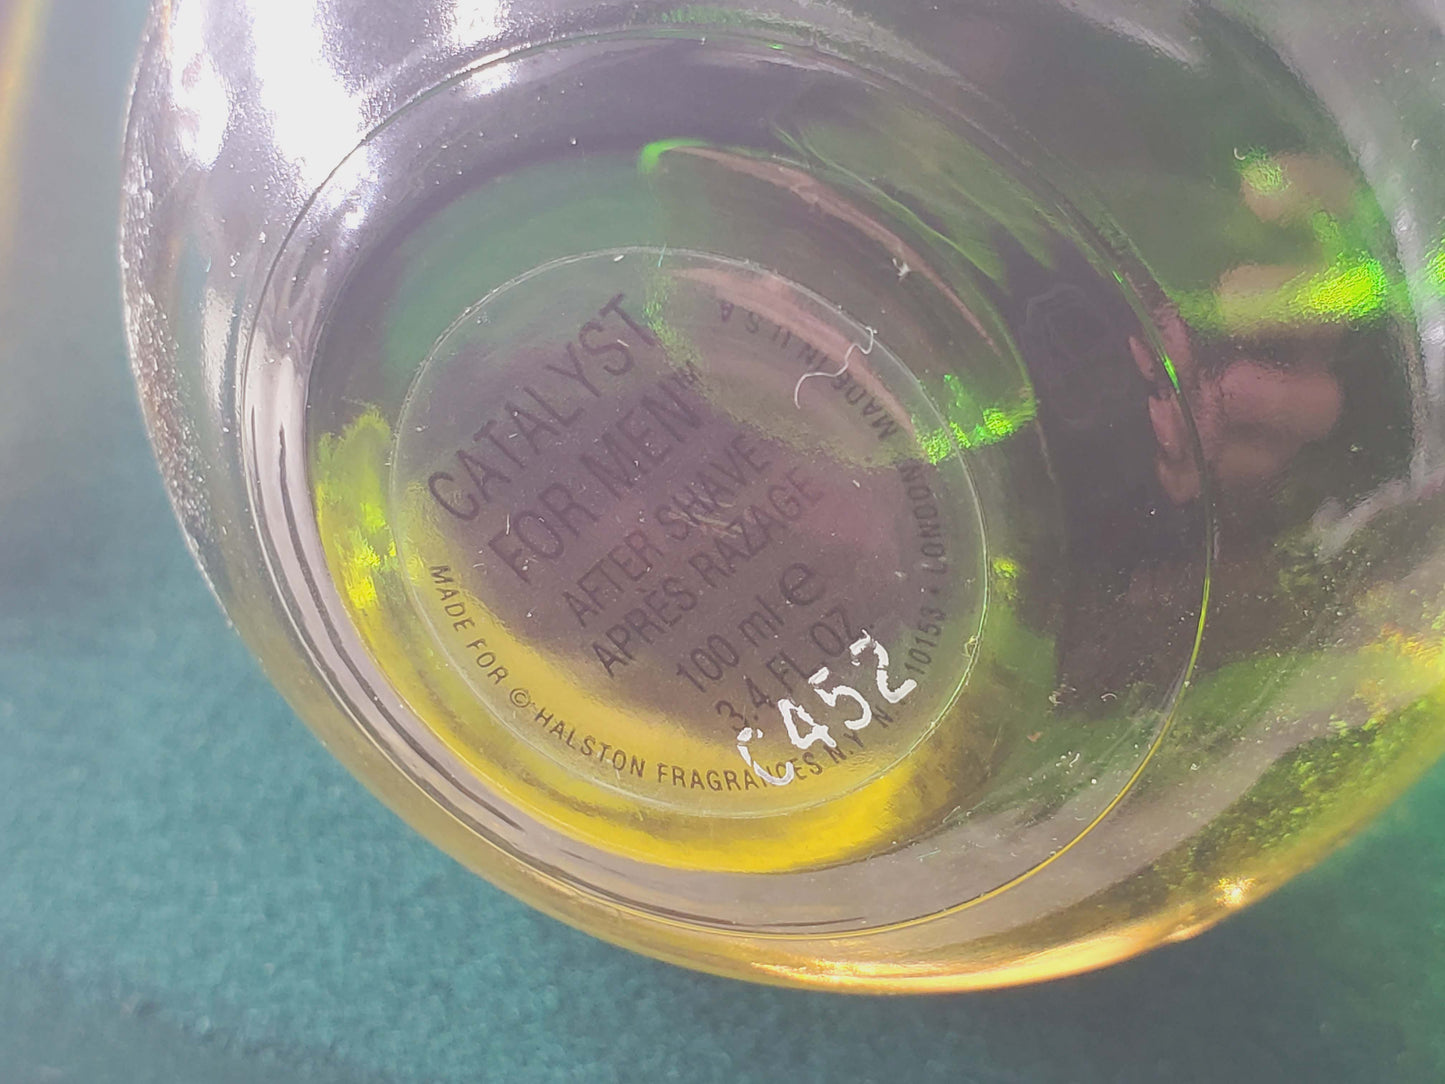 CATALYST
FOR MEN™
AFTER SHAVE
APRÈS RAZAGE
100 ml e
3.4 FL OZ.
C452
MADE FOR © HALSTON FRAGRANCES N.Y. N. 10153 • LONDON MADE IN U.S.A